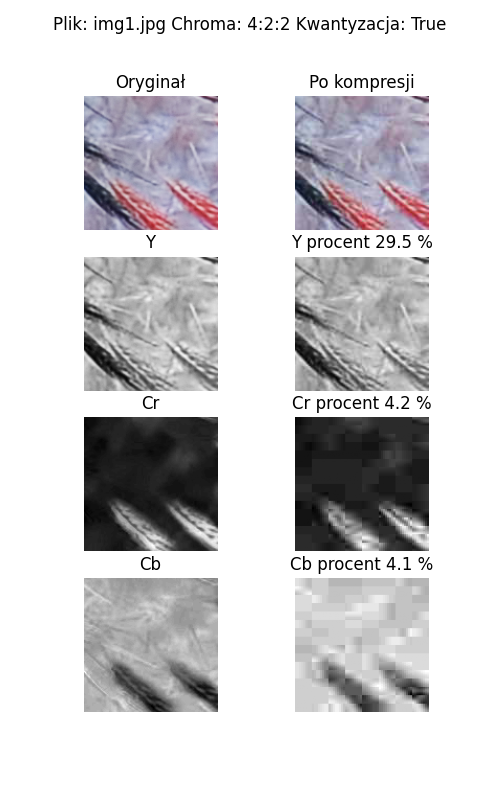 Plik: img1.jpg Chroma: 4:2:2 Kwantyzacja: True
Oryginał Po kompresji
Y Y procent 29.5 %
Cr Cr procent 4.2 %
Cb Cb procent 4.1 %